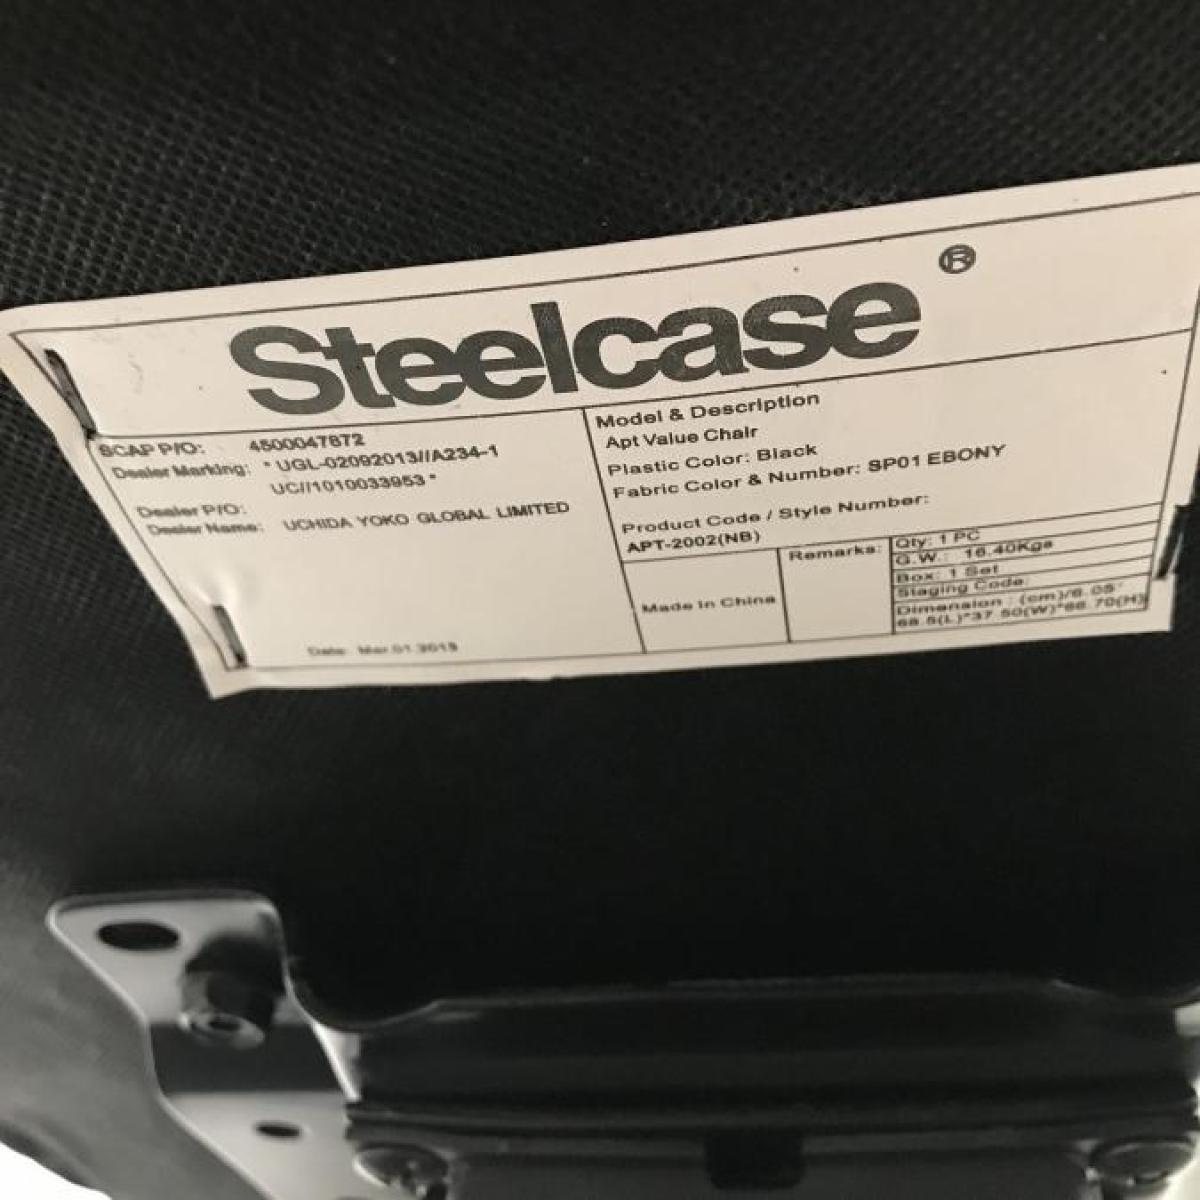 Steelcase ®
SCAP P/O: 4500047872
Dealer Marking: * UGL-02092013//A234-1
UC//1010033953 *
Dealer P/O:
Dealer Name: UCHIDA YOKO GLOBAL LIMITED
Date: Mar.01.2013
Model & Description
Apt Value Chair
Plastic Color: Black
Fabric Color & Number: SP01 EBONY
Product Code / Style Number:
APT-2002(NB)
Made in China
Remarks:
Qty: 1 PC
G.W.: 16.40Kgs
Box: 1 Set
Staging Code:
Dimension : (cm)/6.05'
68.5(L)*37.50(W)*66.70(H)